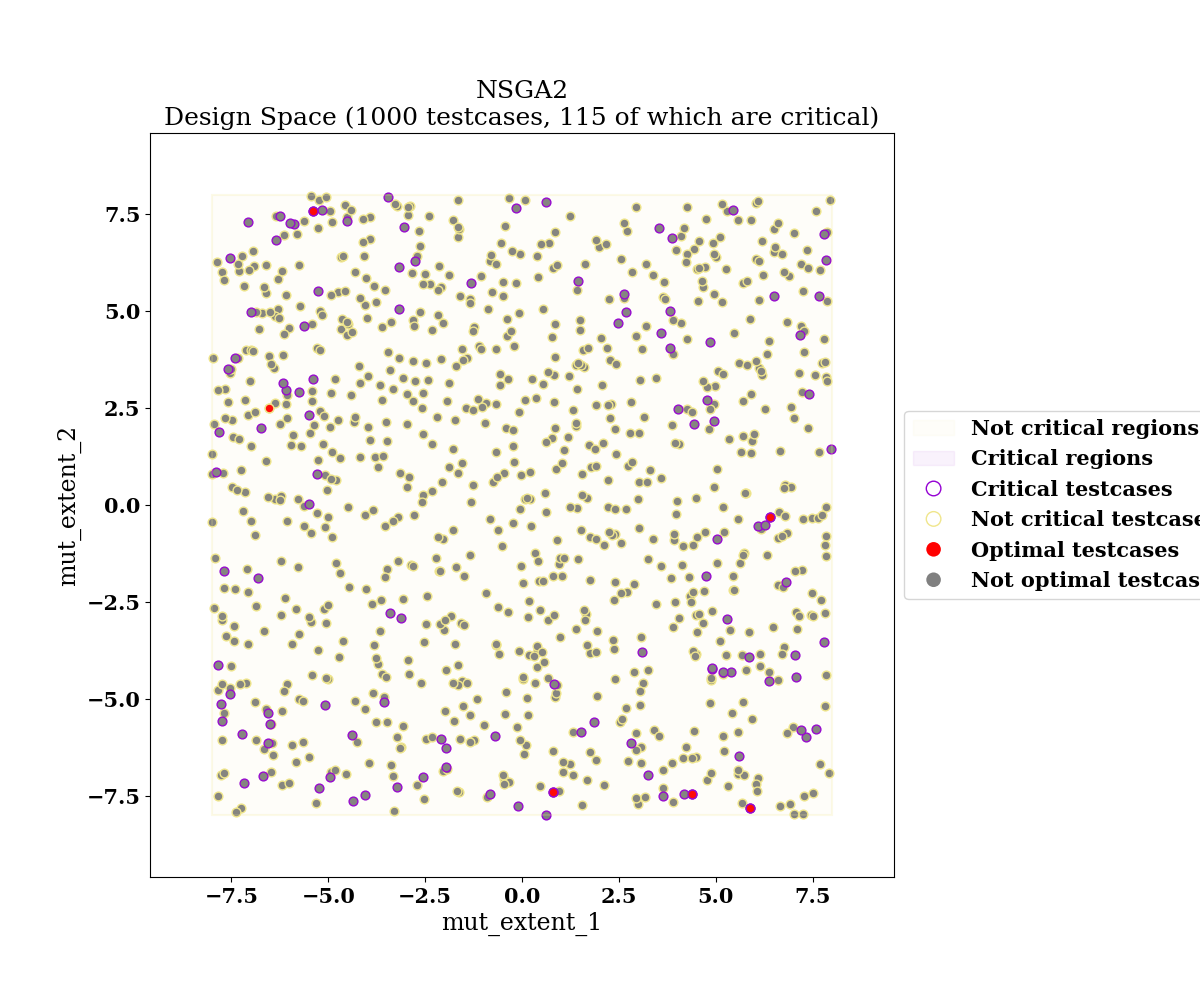 NSGA2
Design Space (1000 testcases, 115 of which are critical)
mut_extent_2
7.5
5.0
2.5
0.0
−2.5
−5.0
−7.5
−7.5 −5.0 −2.5 0.0 2.5 5.0 7.5
mut_extent_1
Not critical regions
Critical regions
Critical testcases
Not critical testcase
Optimal testcases
Not optimal testcas